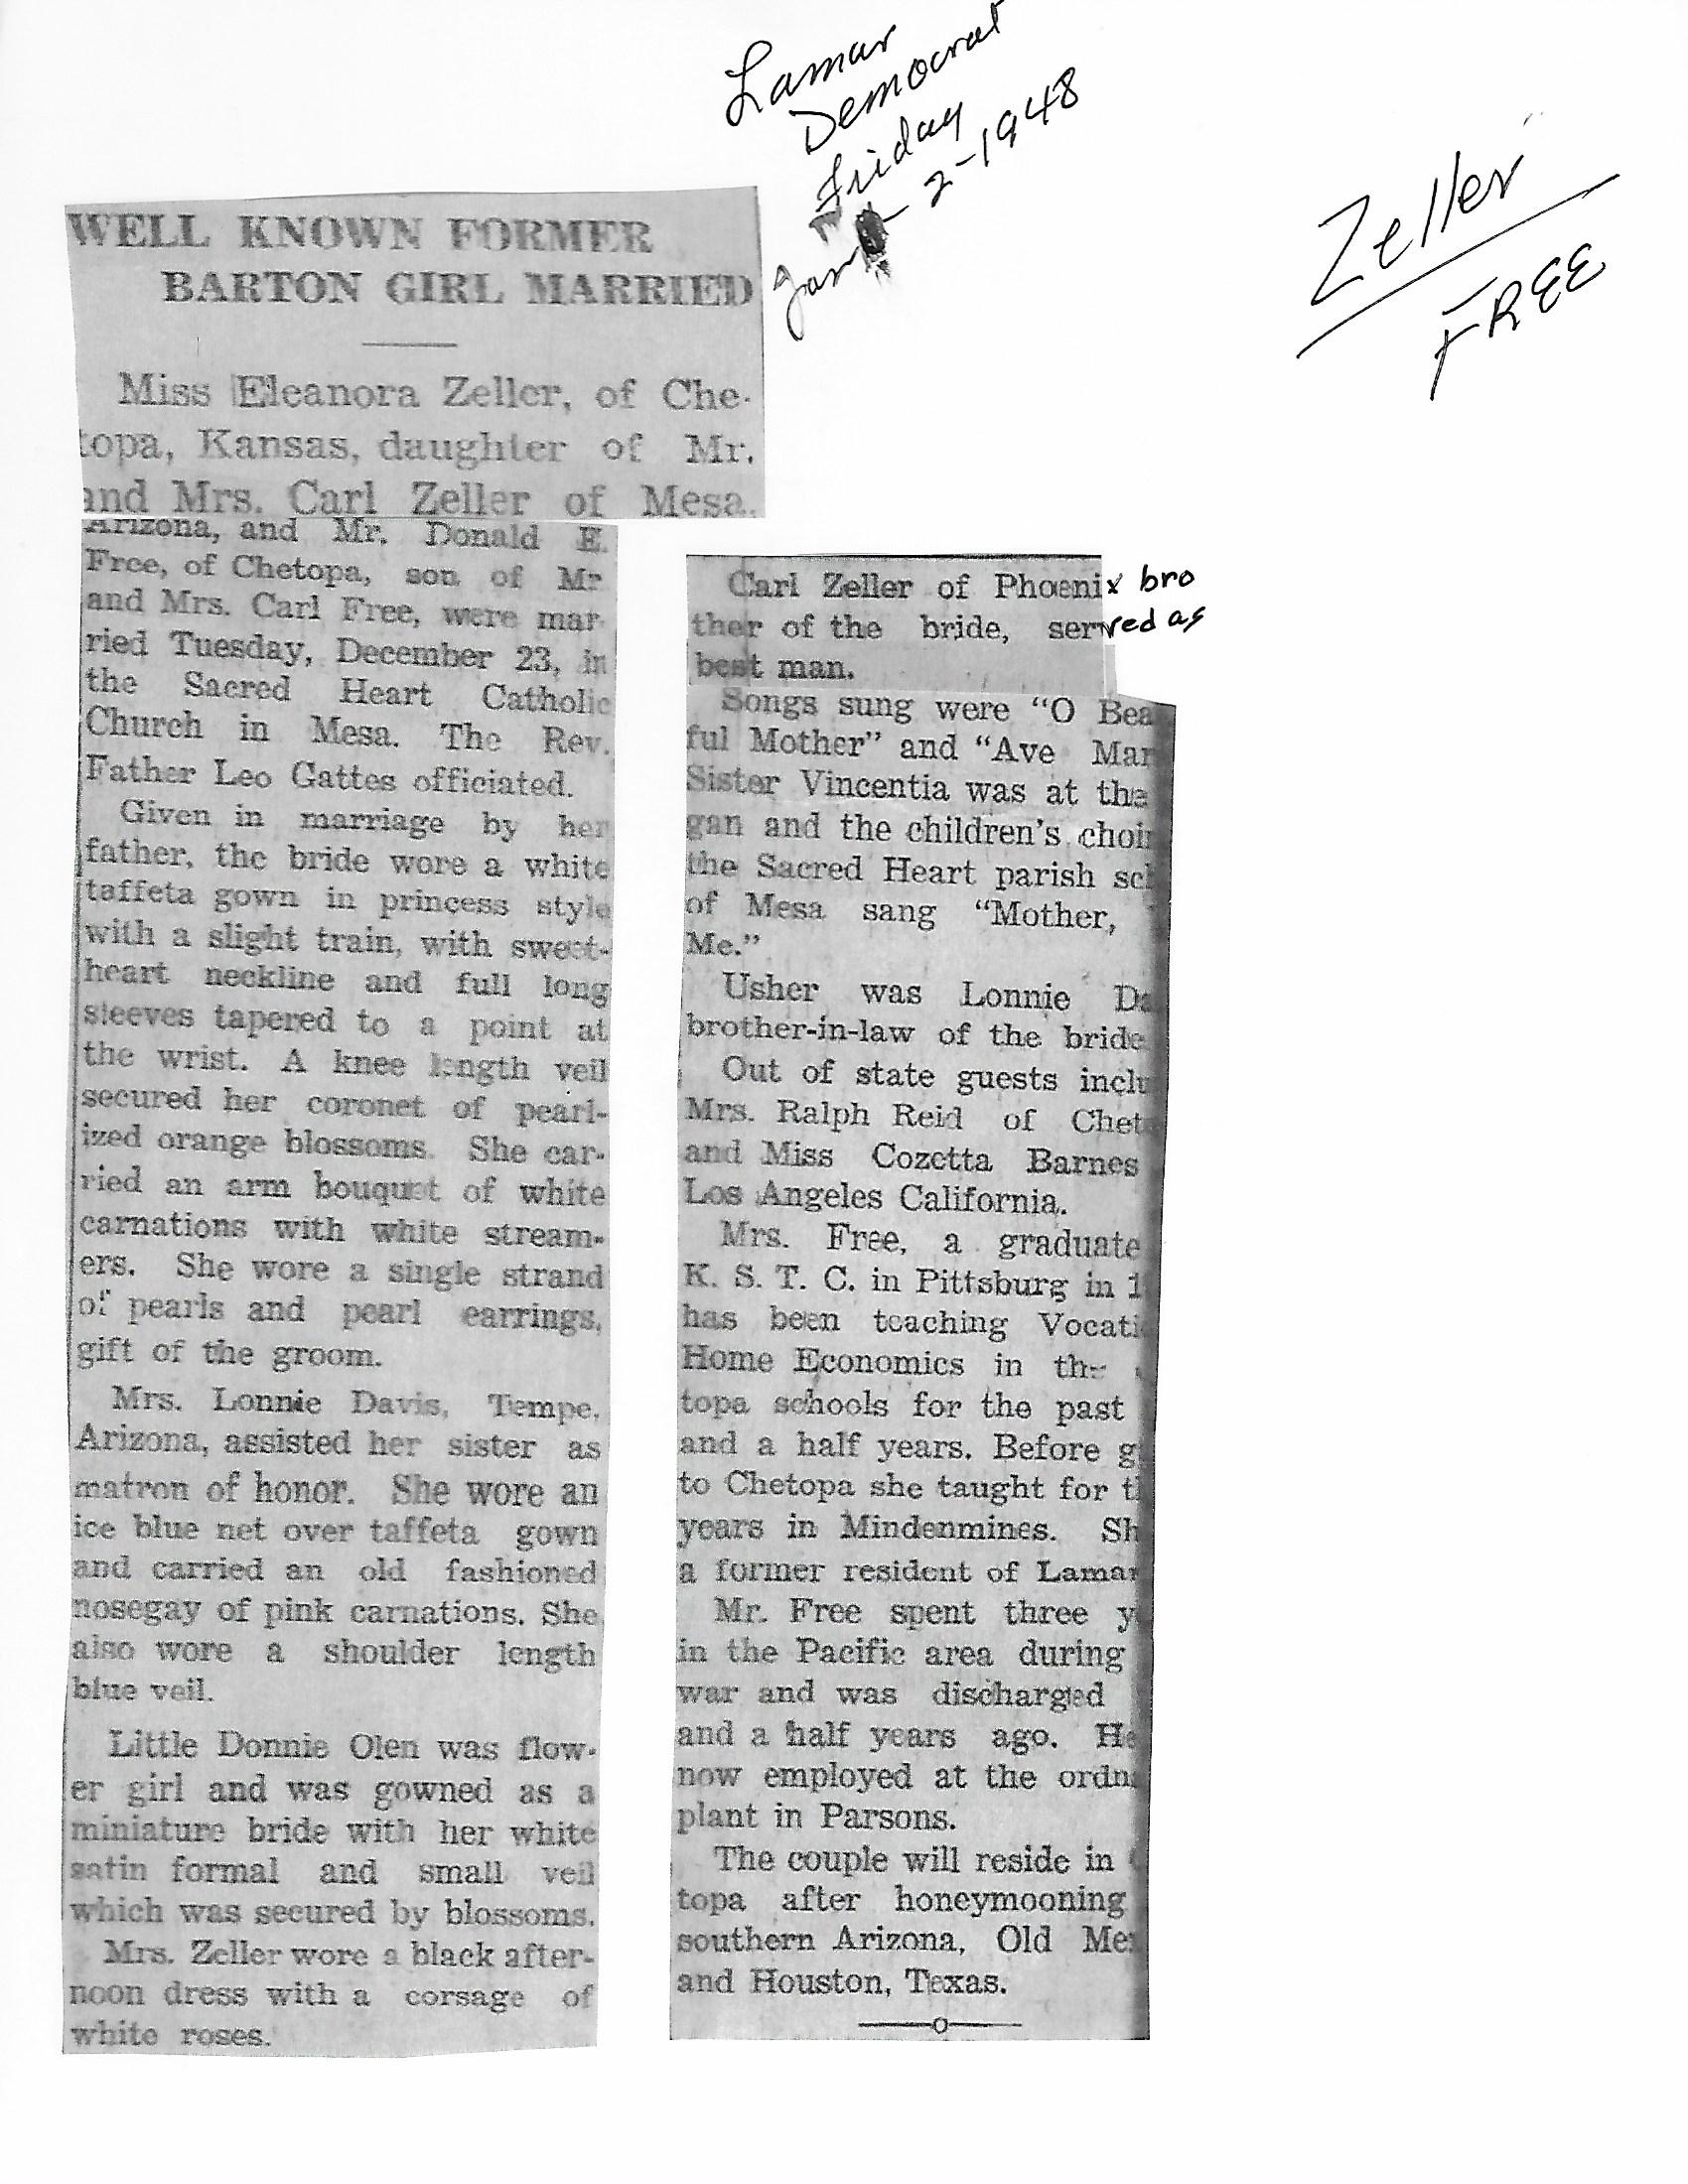 Lamar
Democrat
Friday
Jan - 2-1948
Zeller
FREE
WELL KNOWN FORMER
BARTON GIRL MARRIED
Miss Eleanora Zeller, of Che-
topa, Kansas, daughter of Mr.
and Mrs. Carl Zeller of Mesa.
Arizona, and Mr. Donald E.
Free, of Chetopa, son of Mr
and Mrs. Carl Free, were mar
ried Tuesday, December 23, in
the Sacred Heart Catholic
Church in Mesa. The Rev.
Father Leo Gattes officiated.
Given in marriage by her
father, the bride wore a white
taffeta gown in princess style
with a slight train, with sweet-
heart neckline and full long
sleeves tapered to a point at
the wrist. A knee length veil
secured her coronet of pearl-
ized orange blossoms. She car-
ried an arm bouquet of white
carnations with white stream-
ers. She wore a single strand
of pearls and pearl earrings,
gift of the groom.
Mrs. Lonnie Davis, Tempe,
Arizona, assisted her sister as
matron of honor. She wore an
ice blue net over taffeta gown
and carried an old fashioned
nosegay of pink carnations. She
also wore a shoulder length
blue veil.
Little Donnie Olen was flow-
er girl and was gowned as a
miniature bride with her white
satin formal and small veil
which was secured by blossoms.
Mrs. Zeller wore a black after-
noon dress with a corsage of
white roses.
Carl Zeller of Phoenix bro
ther of the bride, served as
best man.
Songs sung were "O Bea
ful Mother" and "Ave Mar
Sister Vincentia was at the
gan and the children's choir
the Sacred Heart parish sch
of Mesa sang "Mother,
Me."
Usher was Lonnie Da
brother-in-law of the bride
Out of state guests inclu
Mrs. Ralph Reid of Chet
and Miss Cozetta Barnes
Los Angeles California.
Mrs. Free, a graduate
K. S. T. C. in Pittsburg in 1
has been teaching Vocati
Home Economics in the
topa schools for the past
and a half years. Before g
to Chetopa she taught for th
years in Mindenmines. Sh
a former resident of Lamar
Mr. Free spent three y
in the Pacific area during
war and was discharged
and a half years ago. He
now employed at the ordna
plant in Parsons.
The couple will reside in
topa after honeymooning
southern Arizona, Old Mex
and Houston, Texas.